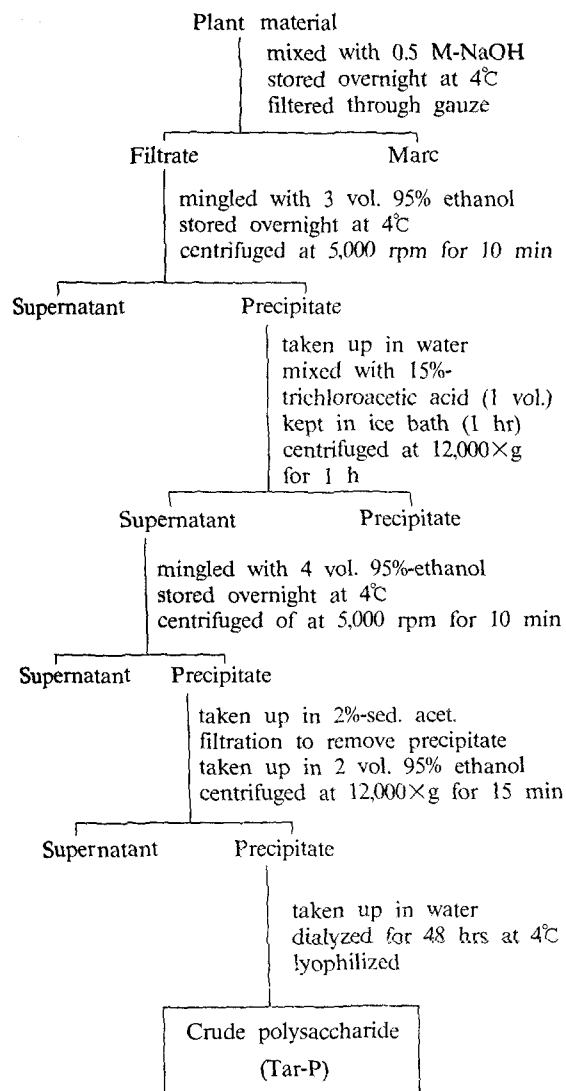 Plant material
mixed with 0.5 M-NaOH
stored overnight at 4℃
filtered through gauze
Filtrate Marc
mingled with 3 vol. 95% ethanol
stored overnight at 4℃
centrifuged at 5,000 rpm for 10 min
Supernatant Precipitate
taken up in water
mixed with 15%-
trichloroacetic acid (1 vol.)
kept in ice bath (1 hr)
centrifuged at 12,000×g
for 1 h
Supernatant Precipitate
mingled with 4 vol. 95%-ethanol
stored overnight at 4℃
centrifuged of at 5,000 rpm for 10 min
Supernatant Precipitate
taken up in 2%-sed. acet.
filtration to remove precipitate
taken up in 2 vol. 95% ethanol
centrifuged at 12,000×g for 15 min
Supernatant Precipitate
taken up in water
dialyzed for 48 hrs at 4℃
lyophilized
Crude polysaccharide
(Tar-P)